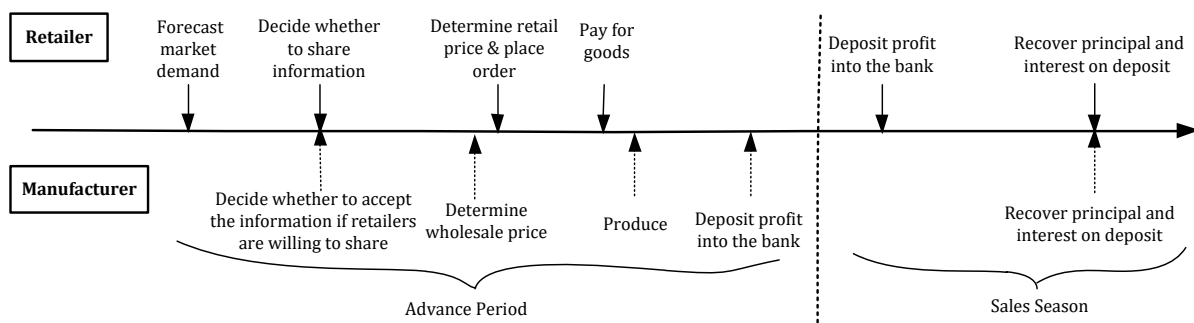 Retailer
Forecast
market
demand
Decide whether
to share
information
Determine retail
price & place
order
Pay for
goods
Deposit profit
into the bank
Recover principal and
interest on deposit
Manufacturer
Decide whether to accept
the information if retailers
are willing to share
Determine
wholesale price
Produce
Deposit profit
into the bank
Recover principal and
interest on deposit
Advance Period
Sales Season